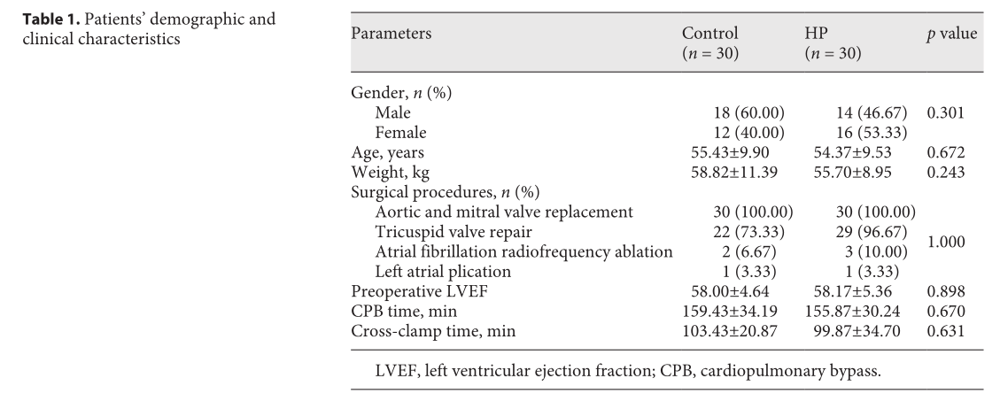 Table 1. Patients’ demographic and
clinical characteristics
Parameters Control HP p value
(n = 30) (n = 30)
Gender, n (%)
Male 18 (60.00) 14 (46.67) 0.301
Female 12 (40.00) 16 (53.33)
Age, years 55.43±9.90 54.37±9.53 0.672
Weight, kg 58.82±11.39 55.70±8.95 0.243
Surgical procedures, n (%)
Aortic and mitral valve replacement 30 (100.00) 30 (100.00)
Tricuspid valve repair 22 (73.33) 29 (96.67)
1.000
Atrial fibrillation radiofrequency ablation 2 (6.67) 3 (10.00)
Left atrial plication 1 (3.33) 1 (3.33)
Preoperative LVEF 58.00±4.64 58.17±5.36 0.898
CPB time, min 159.43±34.19 155.87±30.24 0.670
Cross-clamp time, min 103.43±20.87 99.87±34.70 0.631
LVEF, left ventricular ejection fraction; CPB, cardiopulmonary bypass.